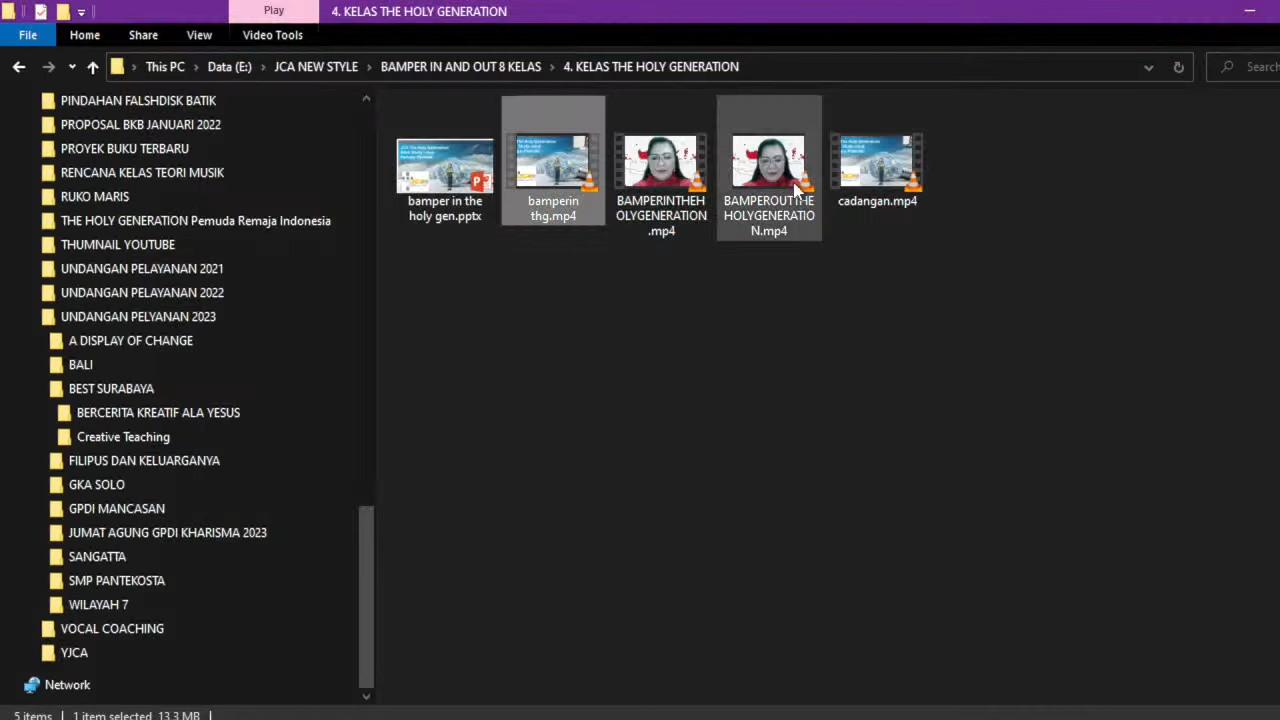 Play
4. KELAS THE HOLY GENERATION
File
Home
Share
View
Video Tools
This PC
Data (E:)
JCA NEW STYLE
BAMPER IN AND OUT 8 KELAS
4. KELAS THE HOLY GENERATION
Search
PINDAHAN FALSHDISK BATIK
PROPOSAL BKB JANUARI 2022
PROYEK BUKU TERBARU
RENCANA KELAS TEORI MUSIK
RUKO MARIS
THE HOLY GENERATION Pemuda Remaja Indonesia
THUMNAIL YOUTUBE
UNDANGAN PELAYANAN 2021
UNDANGAN PELAYANAN 2022
UNDANGAN PELYANAN 2023
A DISPLAY OF CHANGE
BALI
BEST SURABAYA
BERCERITA KREATIF ALA YESUS
Creative Teaching
FILIPUS DAN KELUARGANYA
GKA SOLO
GPDI MANCASAN
JUMAT AGUNG GPDI KHARISMA 2023
SANGATTA
SMP PANTEKOSTA
WILAYAH 7
VOCAL COACHING
YJCA
Network
bamper in the
holy gen.pptx
bamperin
thg.mp4
BAMPERINTHEH
OLYGENERATION
.mp4
BAMPEROUTTHE
HOLYGENERATIO
N.mp4
cadangan.mp4
5 items
1 item selected 13.3 MB